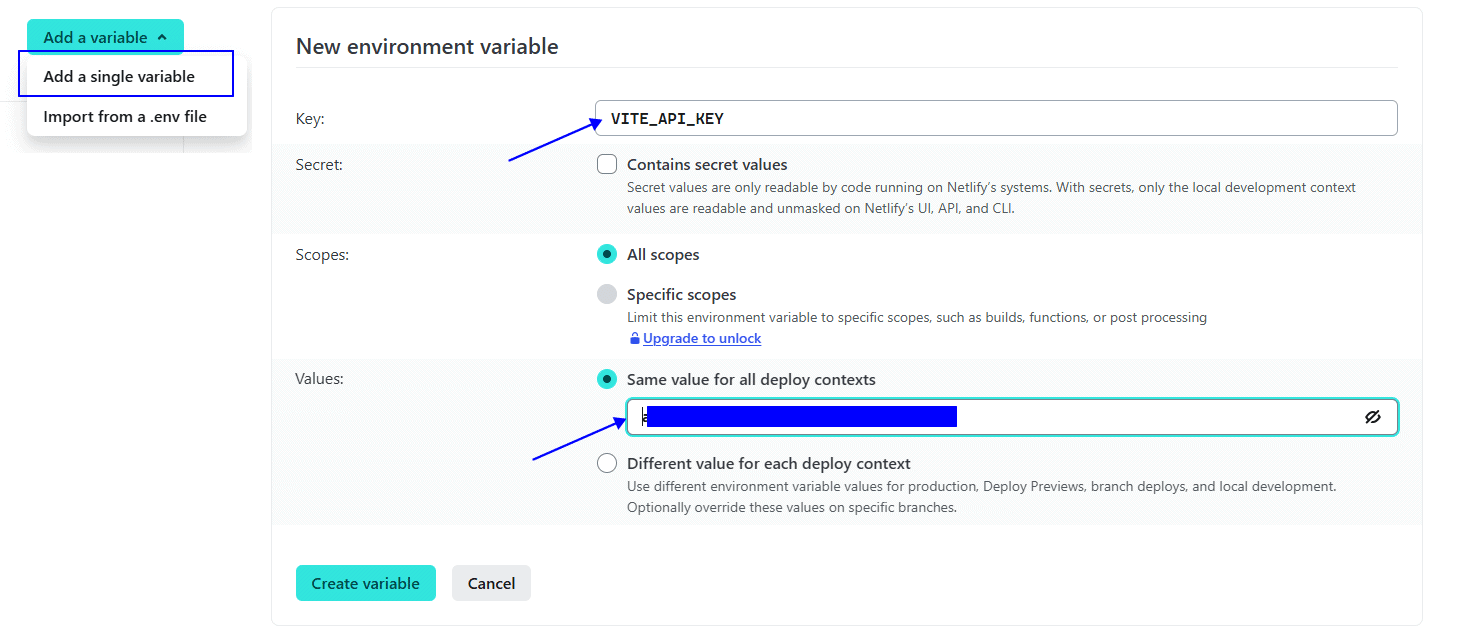 Add a variable
Add a single variable
Import from a .env file
New environment variable
Key:
VITE_API_KEY
Secret:
Contains secret values
Secret values are only readable by code running on Netlify’s systems. With secrets, only the local development context
values are readable and unmasked on Netlify’s UI, API, and CLI.
Scopes:
All scopes
Specific scopes
Limit this environment variable to specific scopes, such as builds, functions, or post processing
Upgrade to unlock
Values:
Same value for all deploy contexts
Different value for each deploy context
Use different environment variable values for production, Deploy Previews, branch deploys, and local development.
Optionally override these values on specific branches.
Create variable
Cancel